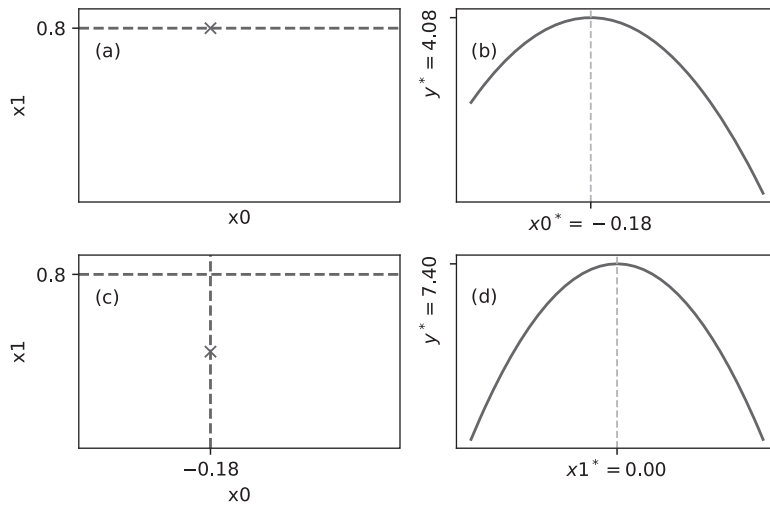 0.8
(a)
x1
x0
y* = 4.08
(b)
x0* = −0.18
0.8
(c)
x1
−0.18
x0
y* = 7.40
(d)
x1* = 0.00